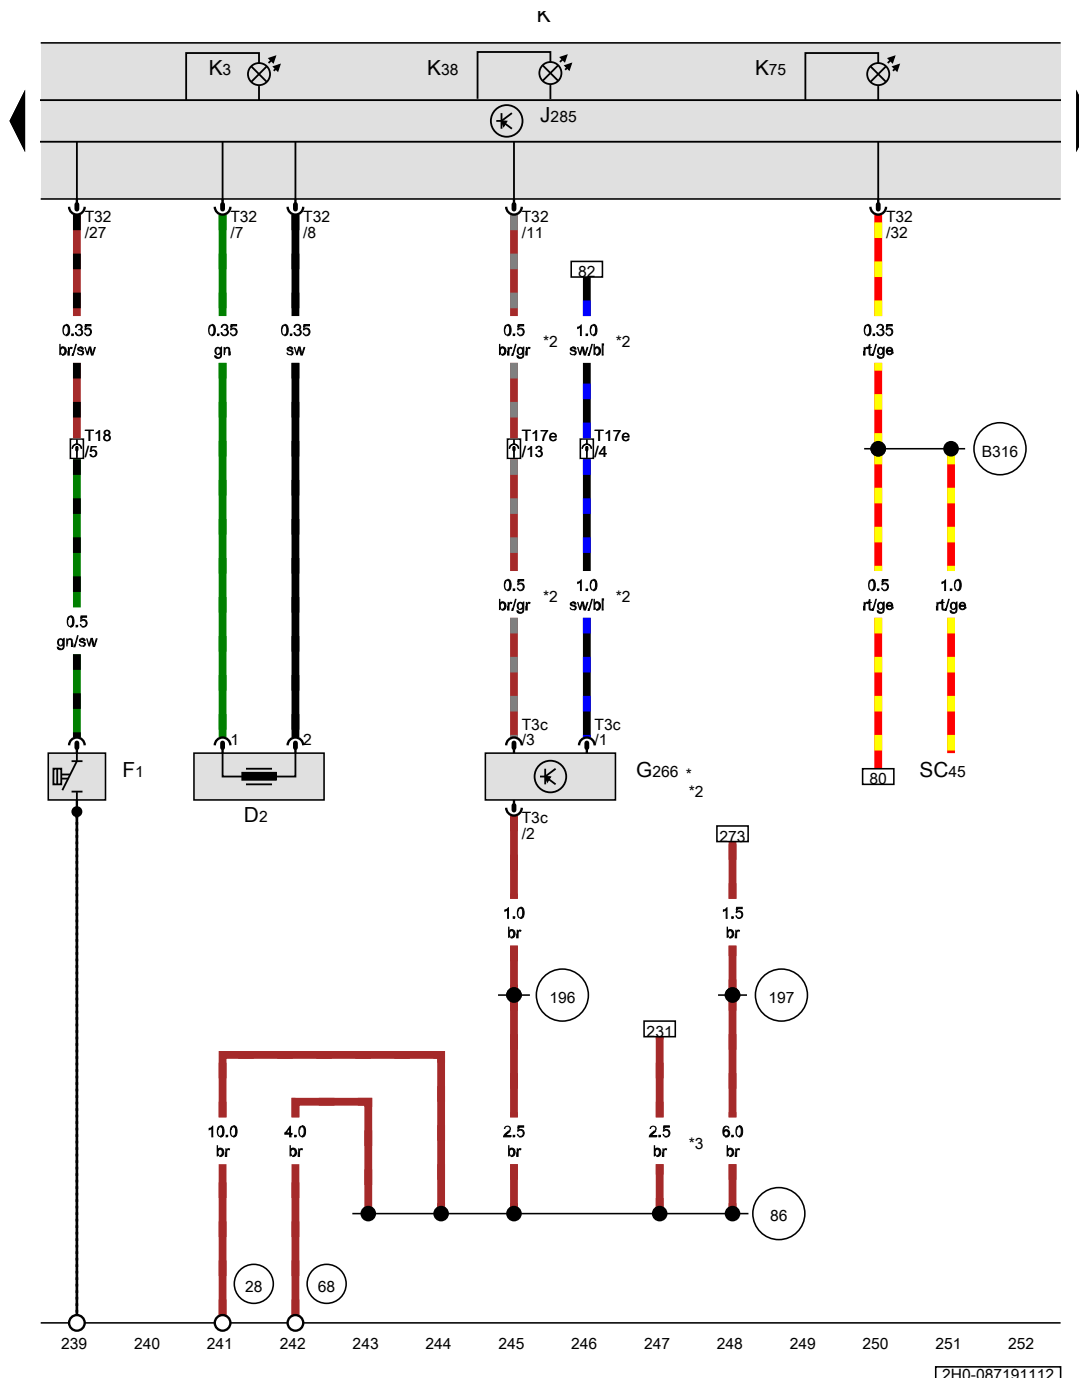 K
K3
K38
K75
J285
T32
/27
T32
/7
T32
/8
T32
/11
T32
/32
82
0.35
br/sw
0.35
gn
0.35
sw
0.5
br/gr
*2
1.0
sw/bl
*2
0.35
rt/ge
T18
/5
T17e
/13
T17e
/4
B316
0.5
gn/sw
0.5
br/gr
*2
1.0
sw/bl
*2
0.5
rt/ge
1.0
rt/ge
1
2
T3c
/3
T3c
/1
F1
D2
G266
*
*2
80
SC45
T3c
/2
273
1.0
br
1.5
br
196
197
231
10.0
br
4.0
br
2.5
br
2.5
br
*3
6.0
br
86
28
68
239 240 241 242 243 244 245 246 247 248 249 250 251 252
2H0-087191112